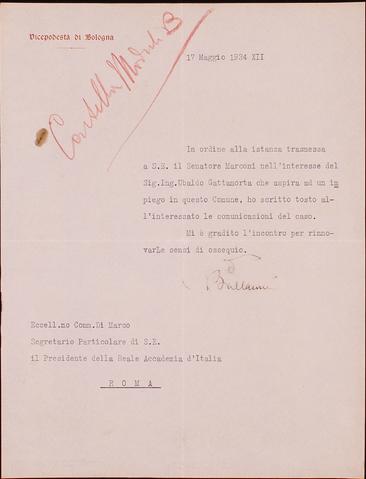 Vicepodestà di Bologna
17 Maggio 1934 XII
In ordine alla istanza trasmessa
a S.E. il Senatore Marconi nell'interesse del
Sig.Ing.Ubaldo Gattamorta che aspira ad un im
piego in questo Comune, ho scritto tosto al-
l'interessato le comunicazioni del caso.
Mi è gradito l'incontro per rinno-
varLe sensi di ossequio.
Eccell.mo Comm.Di Marco
Segretario Particolare di S.E.
il Presidente della Reale Accademia d'Italia
ROMA